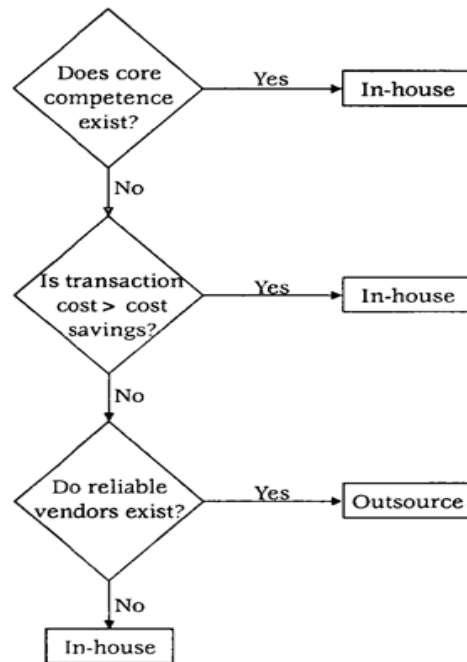 Does core
competence
exist?
Yes
In-house
No
Is transaction
cost > cost
savings?
Yes
In-house
No
Do reliable
vendors exist?
Yes
Outsource
No
In-house